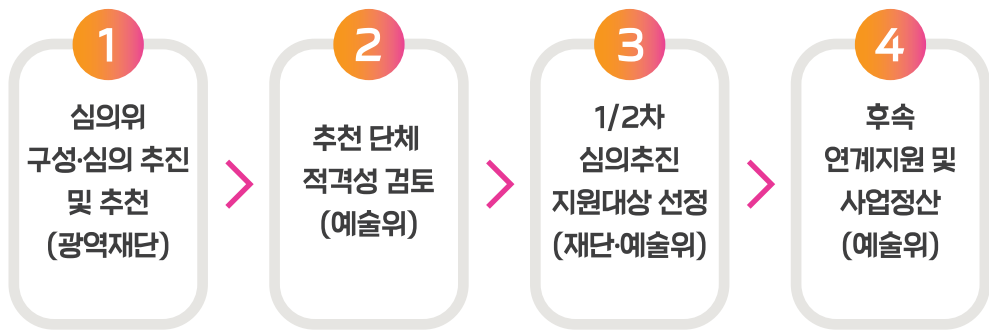 1
심의위
구성·심의 추진
및 추천
(광역재단)
2
추천 단체
적격성 검토
(예술위)
3
1/2차
심의추진
지원대상 선정
(재단·예술위)
4
후속
연계지원 및
사업정산
(예술위)